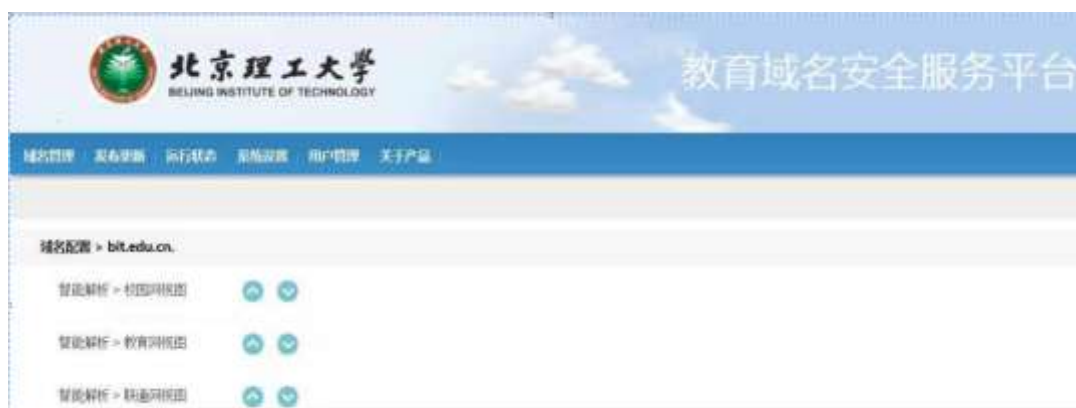 北京理工大學
BEIJING INSTITUTE OF TECHNOLOGY
教育域名安全服务平台
域名管理 发布更新 运行状态 系统设置 用户管理 关于产品
域名配置 > bit.edu.cn.
智能解析 > 校园网视图
智能解析 > 教育网视图
智能解析 > 联通网视图